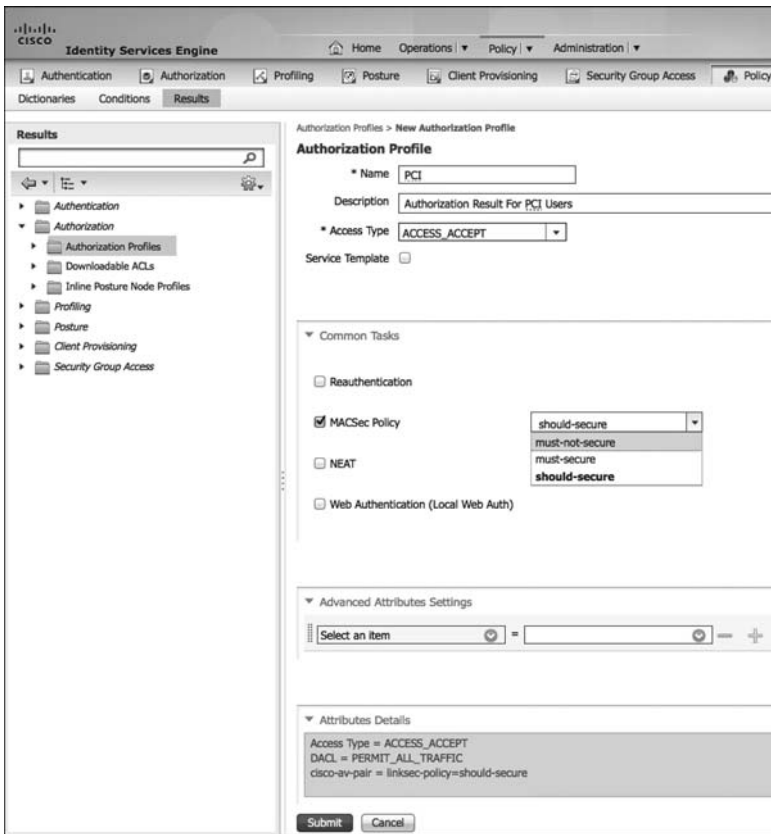 CISCO
Identity Services Engine
Home Operations Policy Administration
Authentication Authorization Profiling Posture Client Provisioning Security Group Access Policy
Dictionaries Conditions Results
Results
Authentication
Authorization
Authorization Profiles
Downloadable ACLs
Inline Posture Node Profiles
Profiling
Posture
Client Provisioning
Security Group Access
Authorization Profiles > New Authorization Profile
Authorization Profile
* Name PCI
Description Authorization Result For PCI Users
* Access Type ACCESS_ACCEPT
Service Template
Common Tasks
Reauthentication
MACSec Policy should-secure
must-not-secure
must-secure
should-secure
NEAT
Web Authentication (Local Web Auth)
Advanced Attributes Settings
Select an item =
Attributes Details
Access Type = ACCESS_ACCEPT
DACL = PERMIT_ALL_TRAFFIC
cisco-av-pair = linksec-policy=should-secure
Submit Cancel